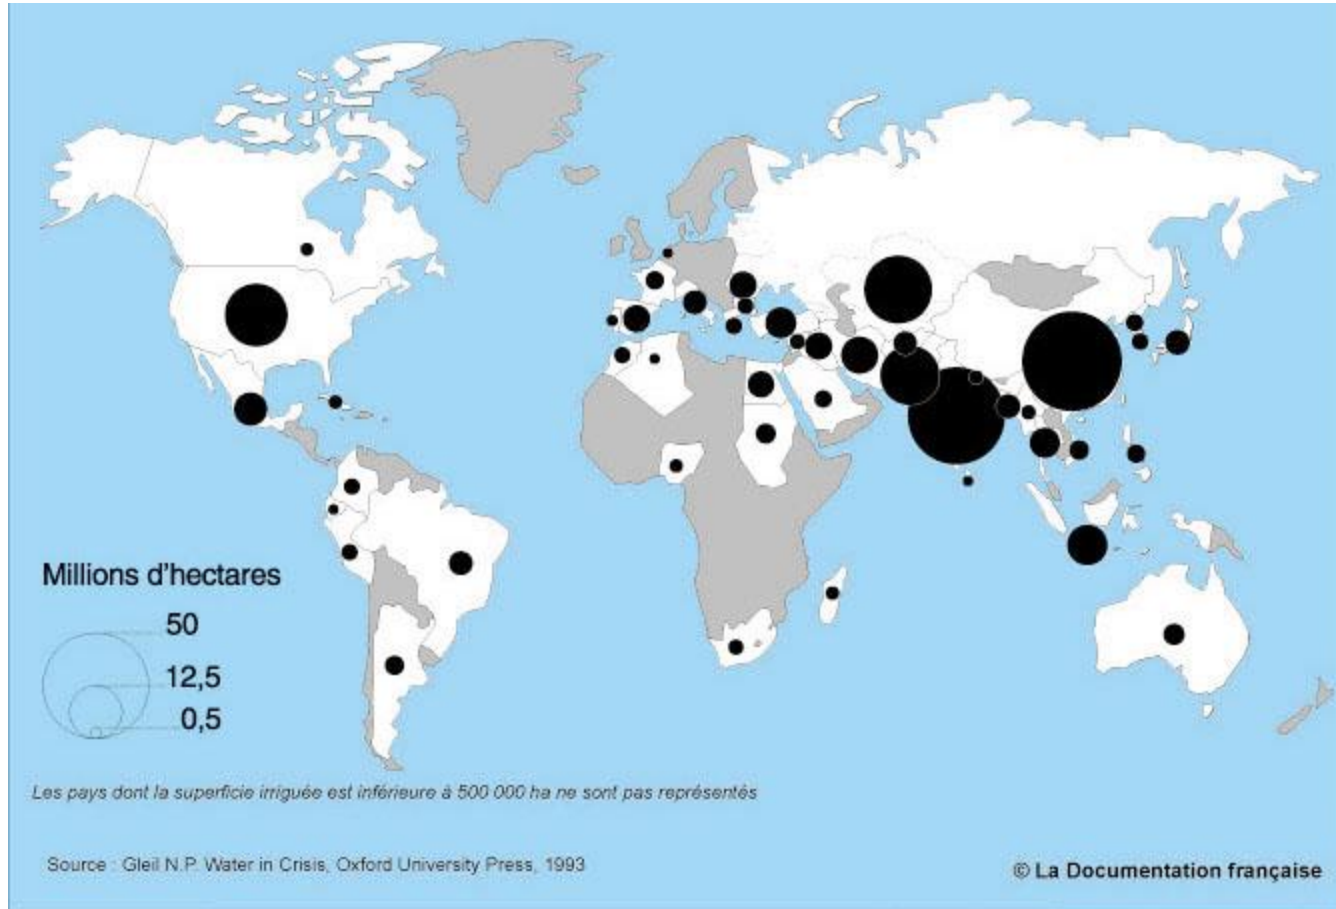 Millions d'hectares
50
12,5
0,5
Les pays dont la superficie irriguée est inférieure à 500 000 ha ne sont pas représentés
Source : Gleil N.P. Water in Crisis, Oxford University Press, 1993
© La Documentation française